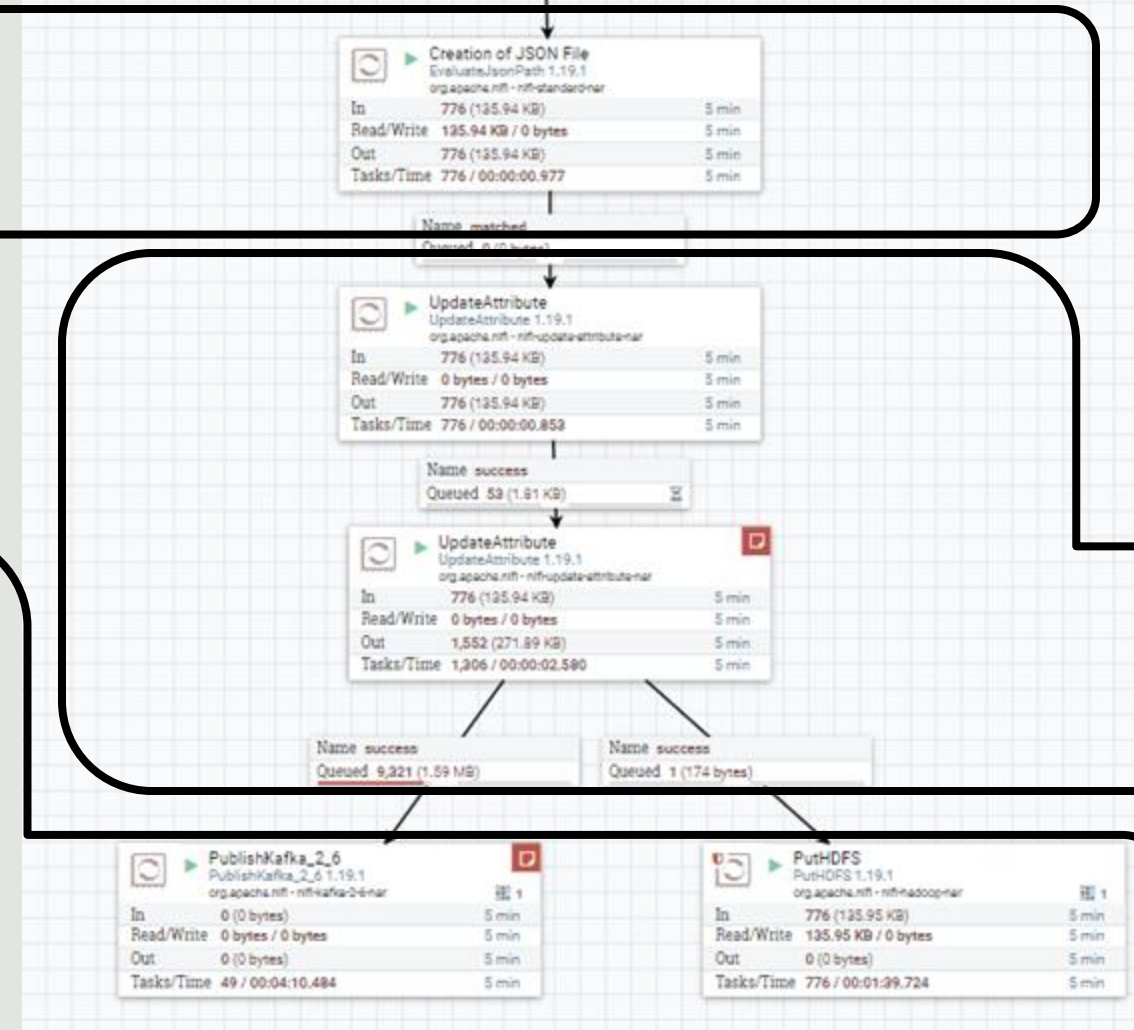 Creation of JSON File
EvaluateJsonPath 1.19.1
org.apache.nifi - nifi-standard-nar
In 776 (135.94 KB) 5 min
Read/Write 135.94 KB / 0 bytes 5 min
Out 776 (135.94 KB) 5 min
Tasks/Time 776 / 00:00:00.977 5 min
Name matched
Queued 0 (0 bytes)
UpdateAttribute
UpdateAttribute 1.19.1
org.apache.nifi - nifi-update-attribute-nar
In 776 (135.94 KB) 5 min
Read/Write 0 bytes / 0 bytes 5 min
Out 776 (135.94 KB) 5 min
Tasks/Time 776 / 00:00:00.853 5 min
Name success
Queued 53 (1.81 KB)
UpdateAttribute
UpdateAttribute 1.19.1
org.apache.nifi - nifi-update-attribute-nar
In 776 (135.94 KB) 5 min
Read/Write 0 bytes / 0 bytes 5 min
Out 1,552 (271.89 KB) 5 min
Tasks/Time 1,306 / 00:00:02.580 5 min
Name success
Queued 9,321 (1.59 MB)
Name success
Queued 1 (174 bytes)
PublishKafka_2_6
PublishKafka_2_6 1.19.1
org.apache.nifi - nifi-kafka-2-6-nar
1
In 0 (0 bytes) 5 min
Read/Write 0 bytes / 0 bytes 5 min
Out 0 (0 bytes) 5 min
Tasks/Time 49 / 00:04:10.484 5 min
PutHDFS
PutHDFS 1.19.1
org.apache.nifi - nifi-hadoop-nar
1
In 776 (135.95 KB) 5 min
Read/Write 135.95 KB / 0 bytes 5 min
Out 0 (0 bytes) 5 min
Tasks/Time 776 / 00:01:39.724 5 min